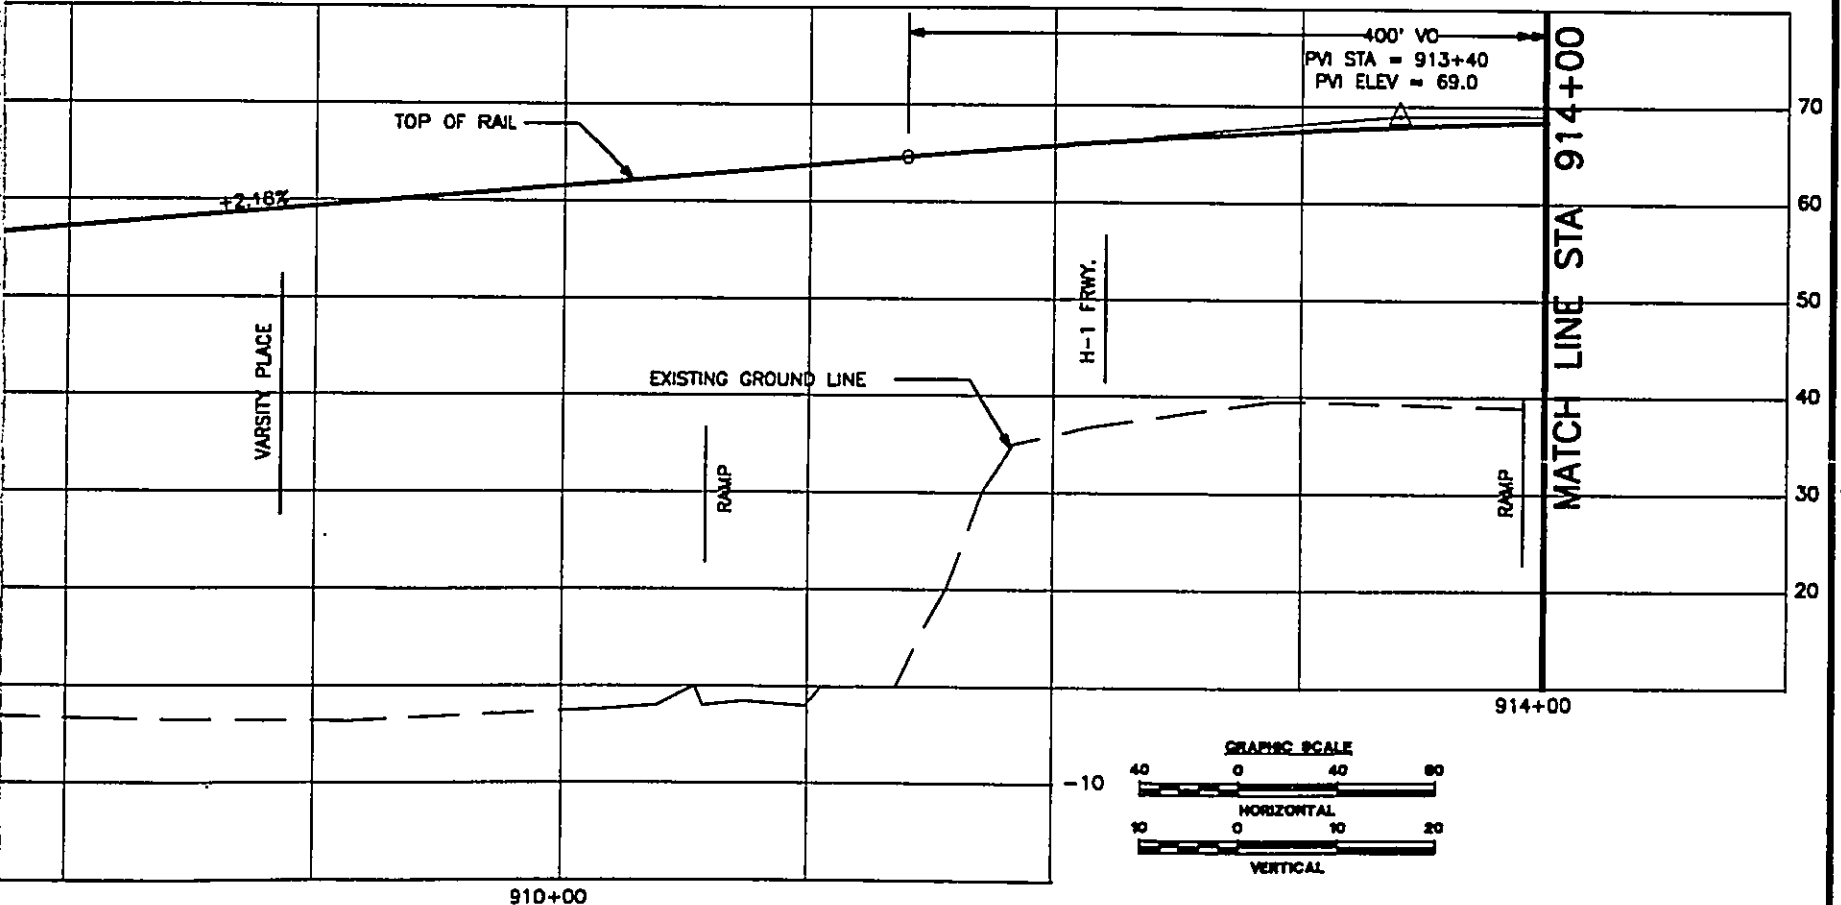 400' VC
PVI STA = 913+40
PVI ELEV = 69.0
TOP OF RAIL
+2.18%
70
60
50
40
30
20
VARSITY PLACE
RAMP
H-1 FRWY.
EXISTING GROUND LINE
RAMP
MATCH LINE STA 914+00
914+00
-10
GRAPHIC SCALE
40 0 40 80
HORIZONTAL
10 0 10 20
VERTICAL
910+00